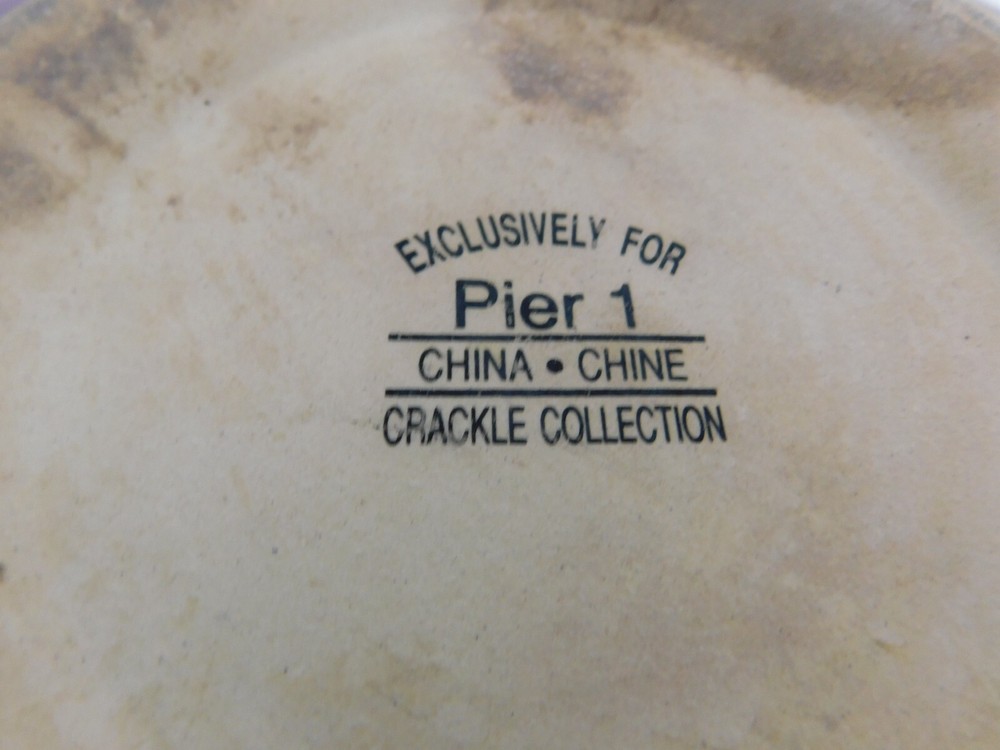 EXCLUSIVELY FOR
Pier 1
CHINA • CHINE
CRACKLE COLLECTION